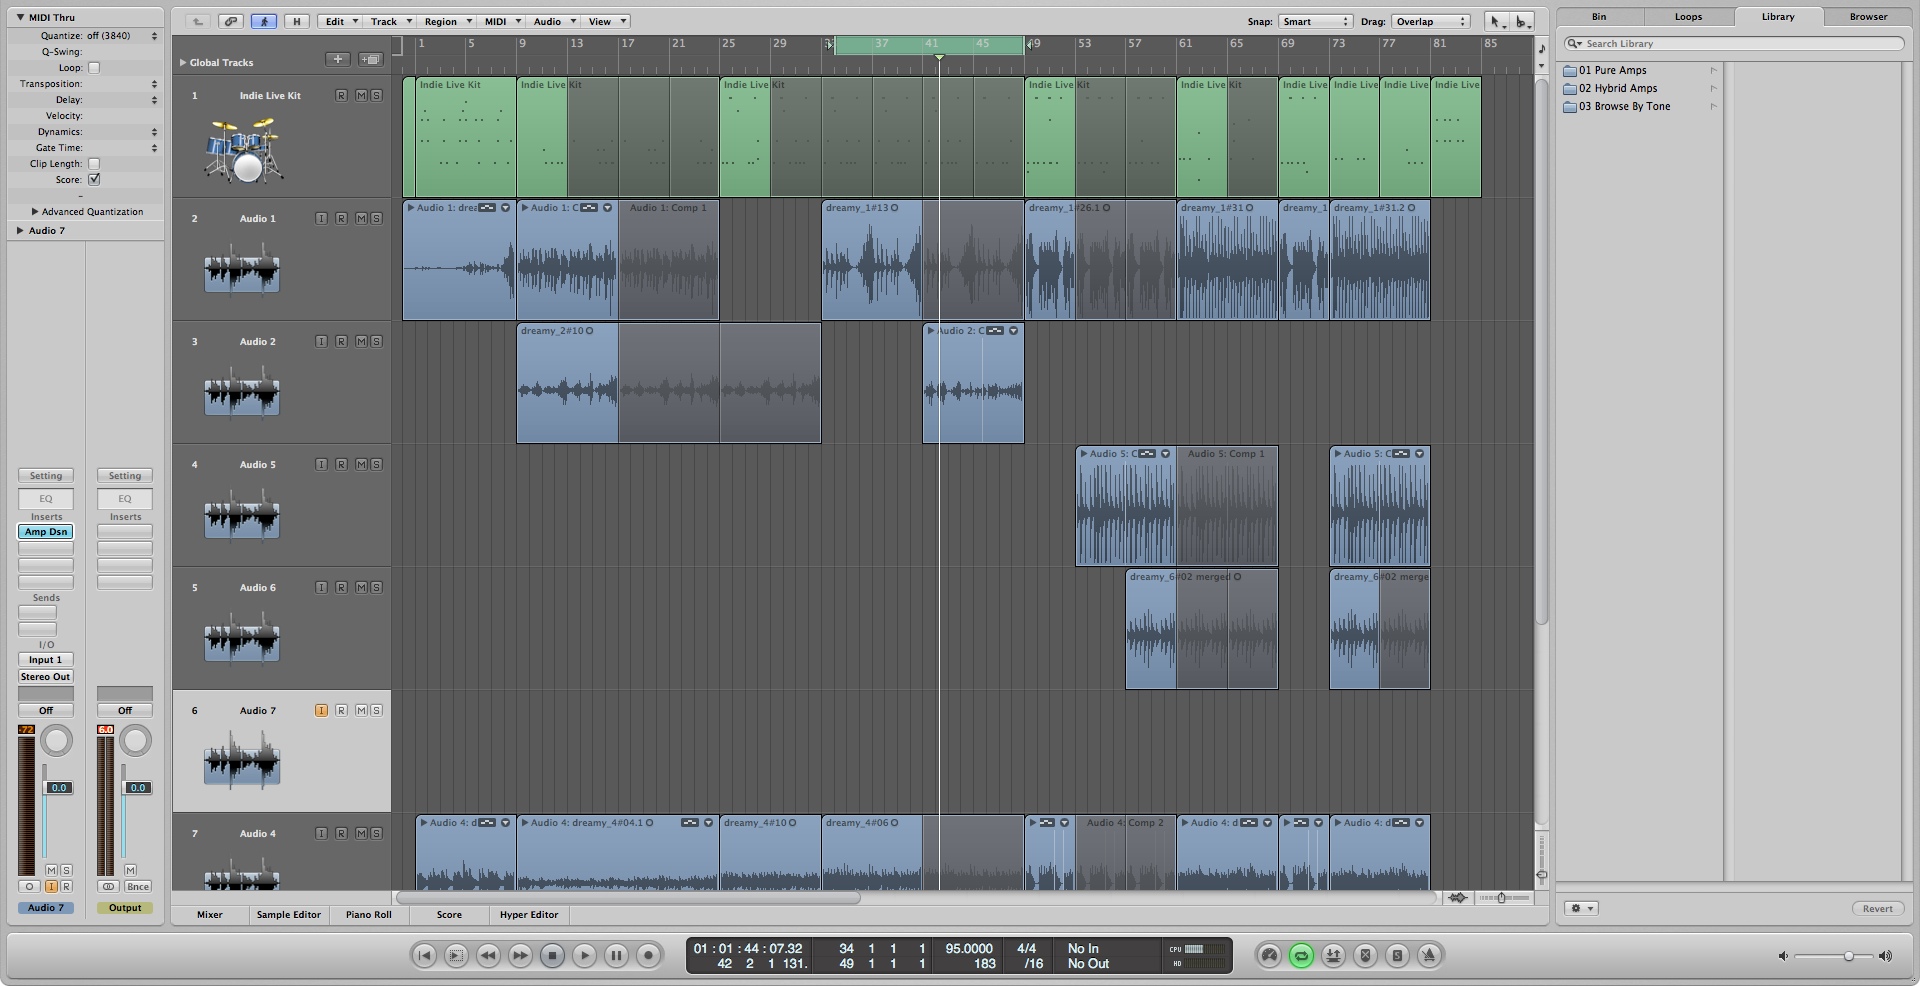 MIDI Thru
Quantize: off (3840)
Q-Swing:
Loop:
Transposition:
Delay:
Velocity:
Dynamics:
Gate Time:
Clip Length:
Score:
–
Advanced Quantization
Audio 7
Setting Setting
EQ EQ
Inserts Inserts
Amp Dsn
Sends
I/O
Input 1
Stereo Out
Off Off
-72 6.0
0.0 0.0
M S M
I R Bnce
Audio 7 Output
H Edit Track Region MIDI Audio View
Snap: Smart Drag: Overlap
1 5 9 13 17 21 25 29 37 41 45 49 53 57 61 65 69 73 77 81 85
Global Tracks
1 Indie Live Kit R M S
Indie Live Kit Indie Live Kit Indie Live Kit Indie Live Kit Indie Live Kit Indie Live Indie Live Indie Live Indie Live
2 Audio 1 I R M S
Audio 1: drea Audio 1: C Audio 1: Comp 1 dreamy_1#13 dreamy_1#26.1 dreamy_1#31 dreamy_1 dreamy_1#31.2
3 Audio 2 I R M S
dreamy_2#10 Audio 2: C
4 Audio 5 I R M S
Audio 5: C Audio 5: Comp 1 Audio 5: C
5 Audio 6 I R M S
dreamy_6#02 merged dreamy_6#02 merge
6 Audio 7 I R M S
7 Audio 4 I R M S
Audio 4: d Audio 4: dreamy_4#04.1 dreamy_4#10 dreamy_4#06 Audio 4: Comp 2 Audio 4: d Audio 4: d
Mixer Sample Editor Piano Roll Score Hyper Editor
01 : 01 : 44 : 07.32 34 1 1 1 95.0000 4/4 No In CPU
42 2 1 131. 49 1 1 1 183 /16 No Out HD
S
Bin Loops Library Browser
Search Library
01 Pure Amps
02 Hybrid Amps
03 Browse By Tone
Revert